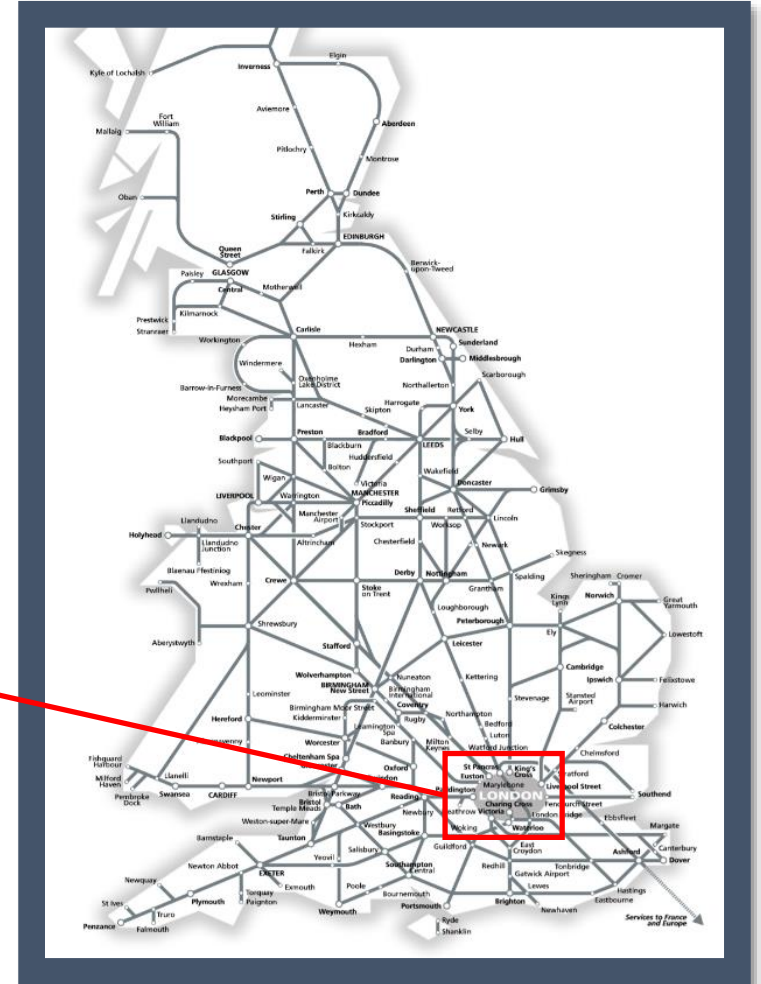 Elgin
Inverness
Kyle of Lochalsh
Aviemore
Fort
William
Mallaig
Aberdeen
Pitlochry
Montrose
Perth
Dundee
Oban
Stirling
Kirkcaldy
EDINBURGH
Queen
Street
Falkirk
Berwick-
upon-Tweed
GLASGOW
Paisley
Central
Motherwell
Prestwick
Kilmarnock
Stranraer
Carlisle
NEWCASTLE
Workington
Hexham
Sunderland
Durham
Darlington
Middlesbrough
Windermere
Scarborough
Oxenholme
Lake District
Barrow-in-Furness
Northallerton
Morecambe
Heysham Port
Lancaster
Harrogate
York
Skipton
Preston
Bradford
Selby
Blackpool
Blackburn
LEEDS
Hull
Huddersfield
Southport
Bolton
Wakefield
Wigan
Victoria
Doncaster
Grimsby
LIVERPOOL
Warrington
MANCHESTER
Piccadilly
Manchester
Airport
Sheffield
Retford
Lincoln
Llandudno
Chester
Stockport
Worksop
Holyhead
Llandudno
Junction
Altrincham
Chesterfield
Newark
Skegness
Blaenau Ffestiniog
Derby
Nottingham
Spalding
Sheringham
Cromer
Pwllheli
Wrexham
Crewe
Stoke
on Trent
Grantham
Kings
Lynn
Norwich
Great
Yarmouth
Loughborough
Shrewsbury
Peterborough
Ely
Lowestoft
Aberystwyth
Stafford
Leicester
Wolverhampton
Cambridge
BIRMINGHAM
New Street
Nuneaton
Kettering
Birmingham
International
Ipswich
Felixstowe
Leominster
Birmingham Moor Street
Coventry
Stevenage
Stansted
Airport
Harwich
Kidderminster
Rugby
Northampton
Hereford
Leamington
Spa
Bedford
Colchester
Worcester
Banbury
Milton
Keynes
Luton
Cheltenham Spa
Watford Junction
Chelmsford
Fishguard
Harbour
Oxford
St Pancras
King's
Cross
Euston
Milford
Haven
Llanelli
Newport
Marylebone
Liverpool Street
Pembroke
Dock
Swansea
CARDIFF
Bristol Parkway
Reading
LONDON
Southend
Bristol
Temple Meads
Bath
Charing Cross
Fenchurch Street
Newbury
Victoria
London Bridge
Ebbsfleet
Weston-super-Mare
Westbury
Woking
Waterloo
Margate
Barnstaple
Taunton
Basingstoke
Guildford
East
Croydon
Canterbury
Salisbury
Yeovil
Redhill
Tonbridge
Ashford
Dover
Newton Abbot
EXETER
Southampton
Central
Gatwick Airport
Newquay
Exmouth
Poole
Lewes
Hastings
Torquay
Bournemouth
Eastbourne
St Ives
Plymouth
Paignton
Portsmouth
Brighton
Newhaven
Truro
Weymouth
Ryde
Services to France
and Europe
Penzance
Falmouth
Shanklin